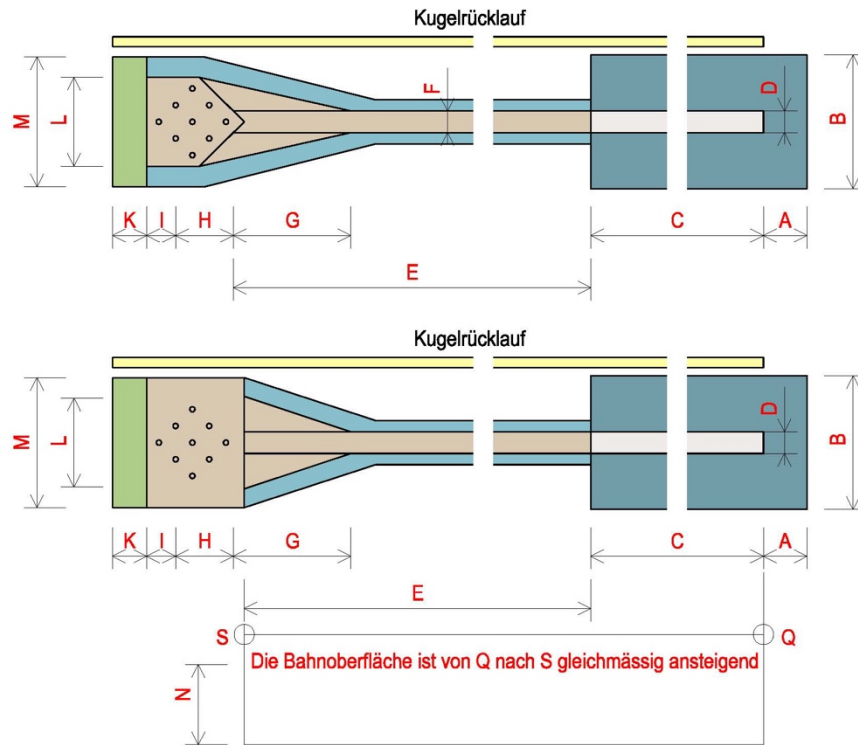 Kugelrücklauf
M
L
F
D
B
K I H G C A
E
Kugelrücklauf
M
L
D
B
K I H G C A
E
S Q
Die Bahnoberfläche ist von Q nach S gleichmässig ansteigend
N